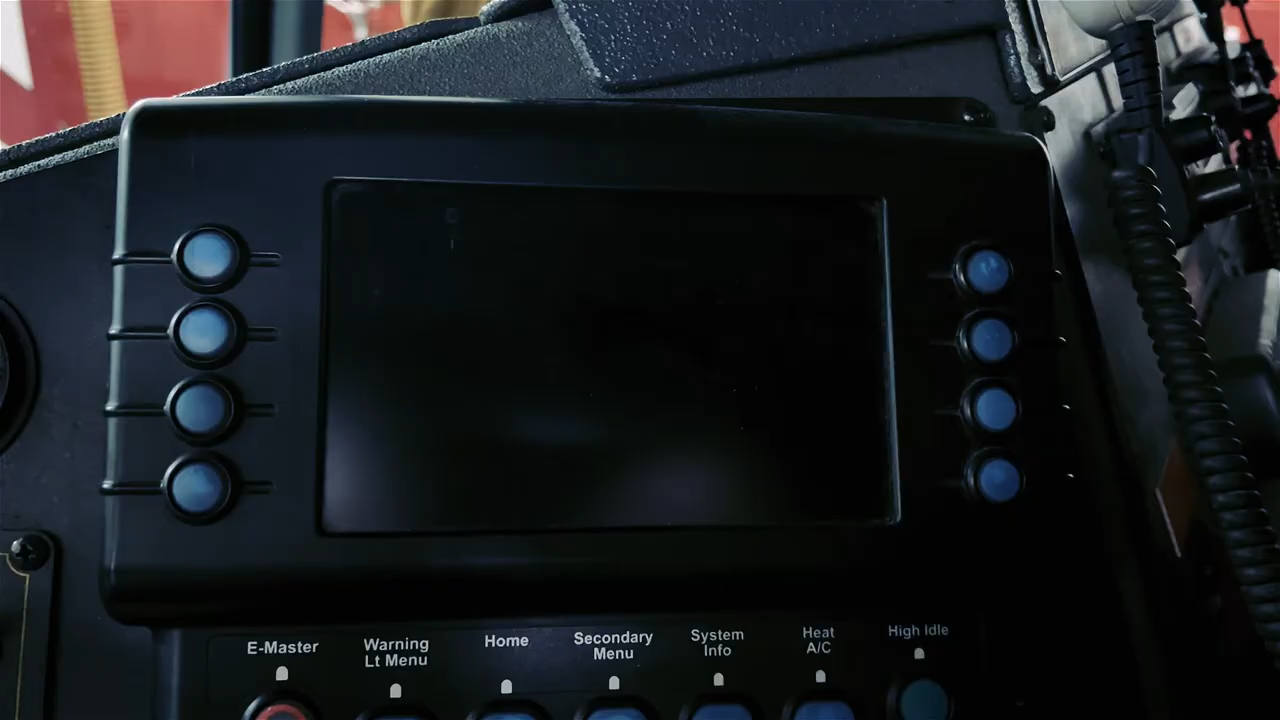 E-Master
Warning
Lt Menu
Home
Secondary
Menu
System
Info
Heat
A/C
High Idle